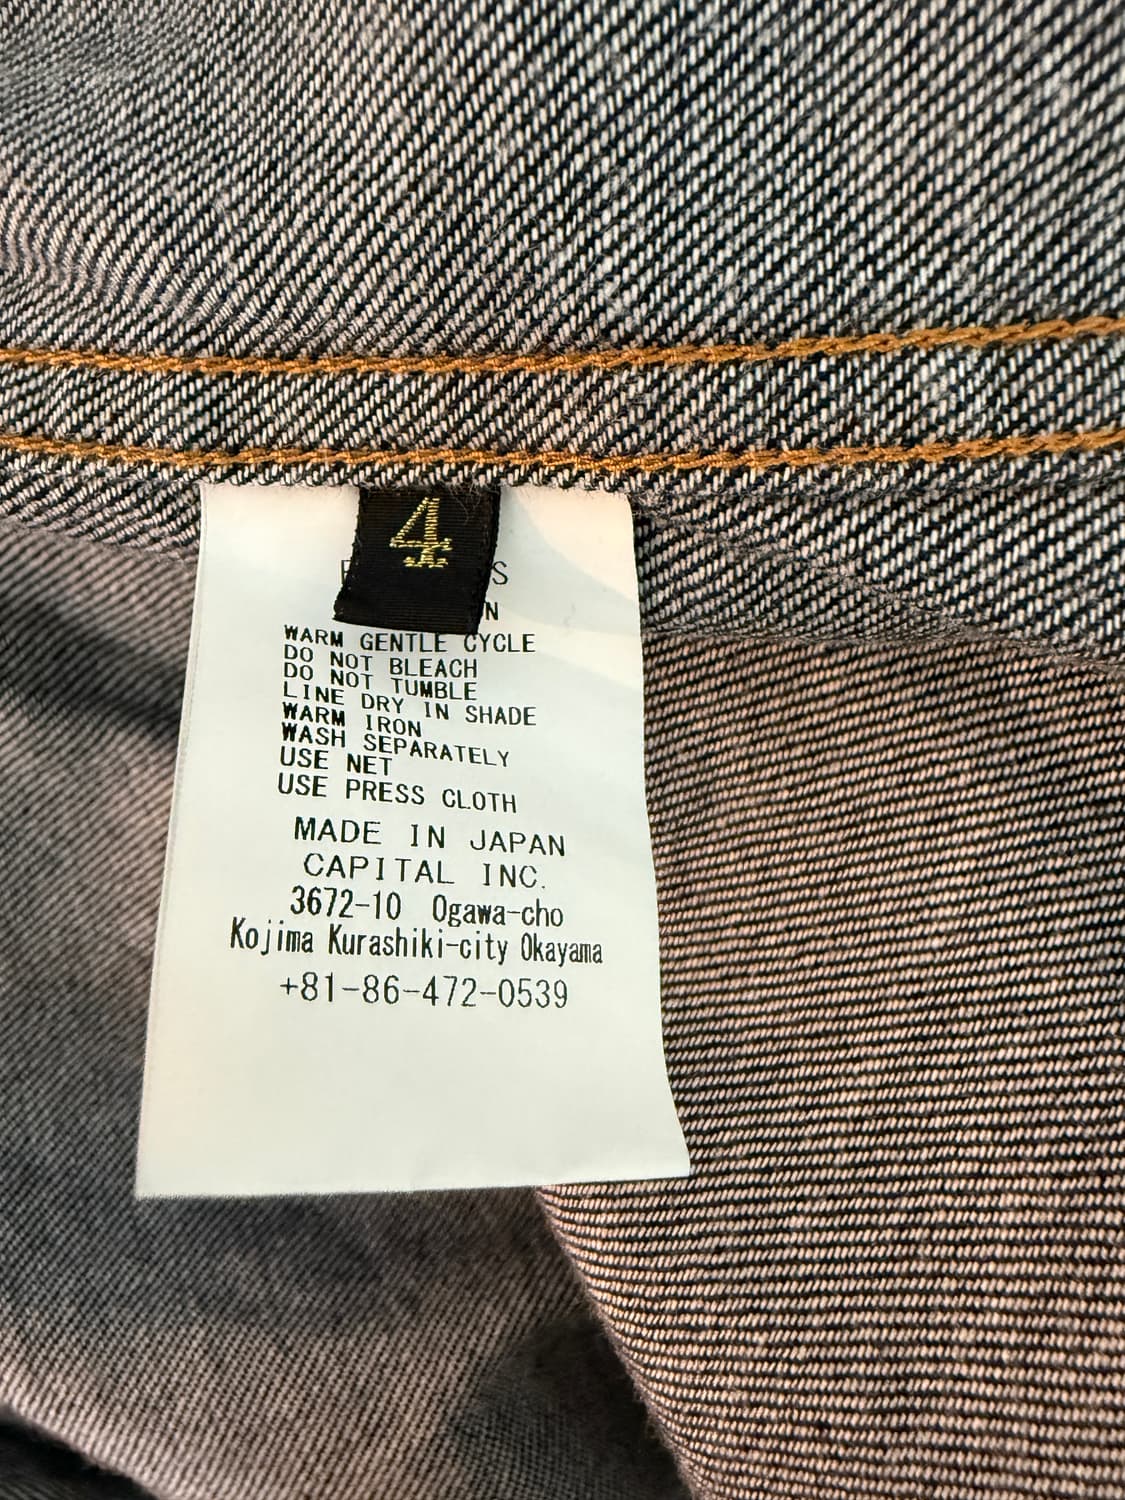 4
WARM GENTLE CYCLE
DO NOT BLEACH
DO NOT TUMBLE
LINE DRY IN SHADE
WARM IRON
WASH SEPARATELY
USE NET
USE PRESS CLOTH
MADE IN JAPAN
CAPITAL INC.
3672-10 Ogawa-cho
Kojima Kurashiki-city Okayama
+81-86-472-0539